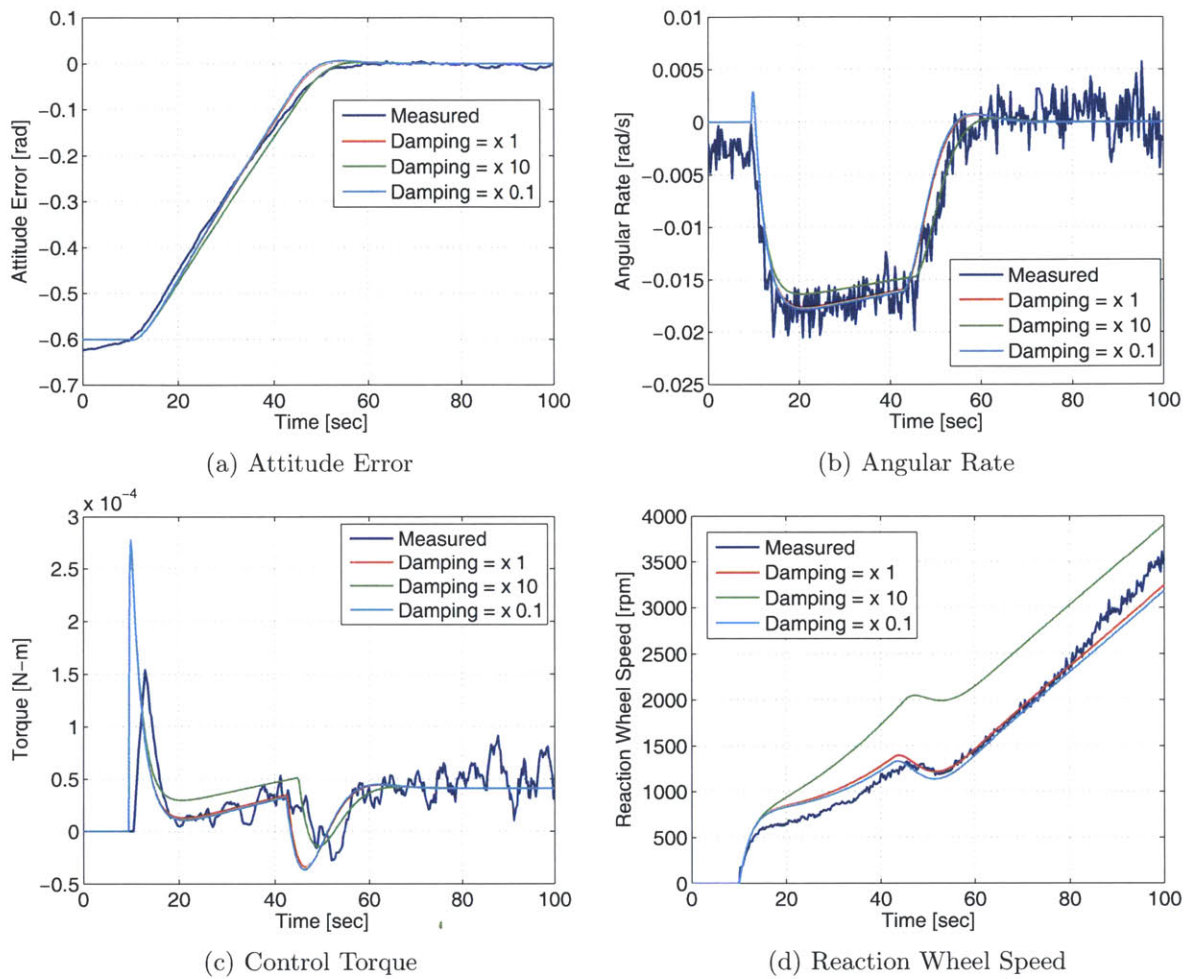 0.1
0
−0.1
−0.2
−0.3
−0.4
−0.5
−0.6
−0.7
Attitude Error [rad]
Measured
Damping = x 1
Damping = x 10
Damping = x 0.1
0 20 40 60 80 100
Time [sec]
(a) Attitude Error
0.01
0.005
0
−0.005
−0.01
−0.015
−0.02
−0.025
Angular Rate [rad/s]
Measured
Damping = x 1
Damping = x 10
Damping = x 0.1
0 20 40 60 80 100
Time [sec]
(b) Angular Rate
x 10−4
3
2.5
2
1.5
1
0.5
0
−0.5
Torque [N−m]
Measured
Damping = x 1
Damping = x 10
Damping = x 0.1
0 20 40 60 80 100
Time [sec]
(c) Control Torque
4000
3500
3000
2500
2000
1500
1000
500
0
Reaction Wheel Speed [rpm]
Measured
Damping = x 1
Damping = x 10
Damping = x 0.1
0 20 40 60 80 100
Time [sec]
(d) Reaction Wheel Speed